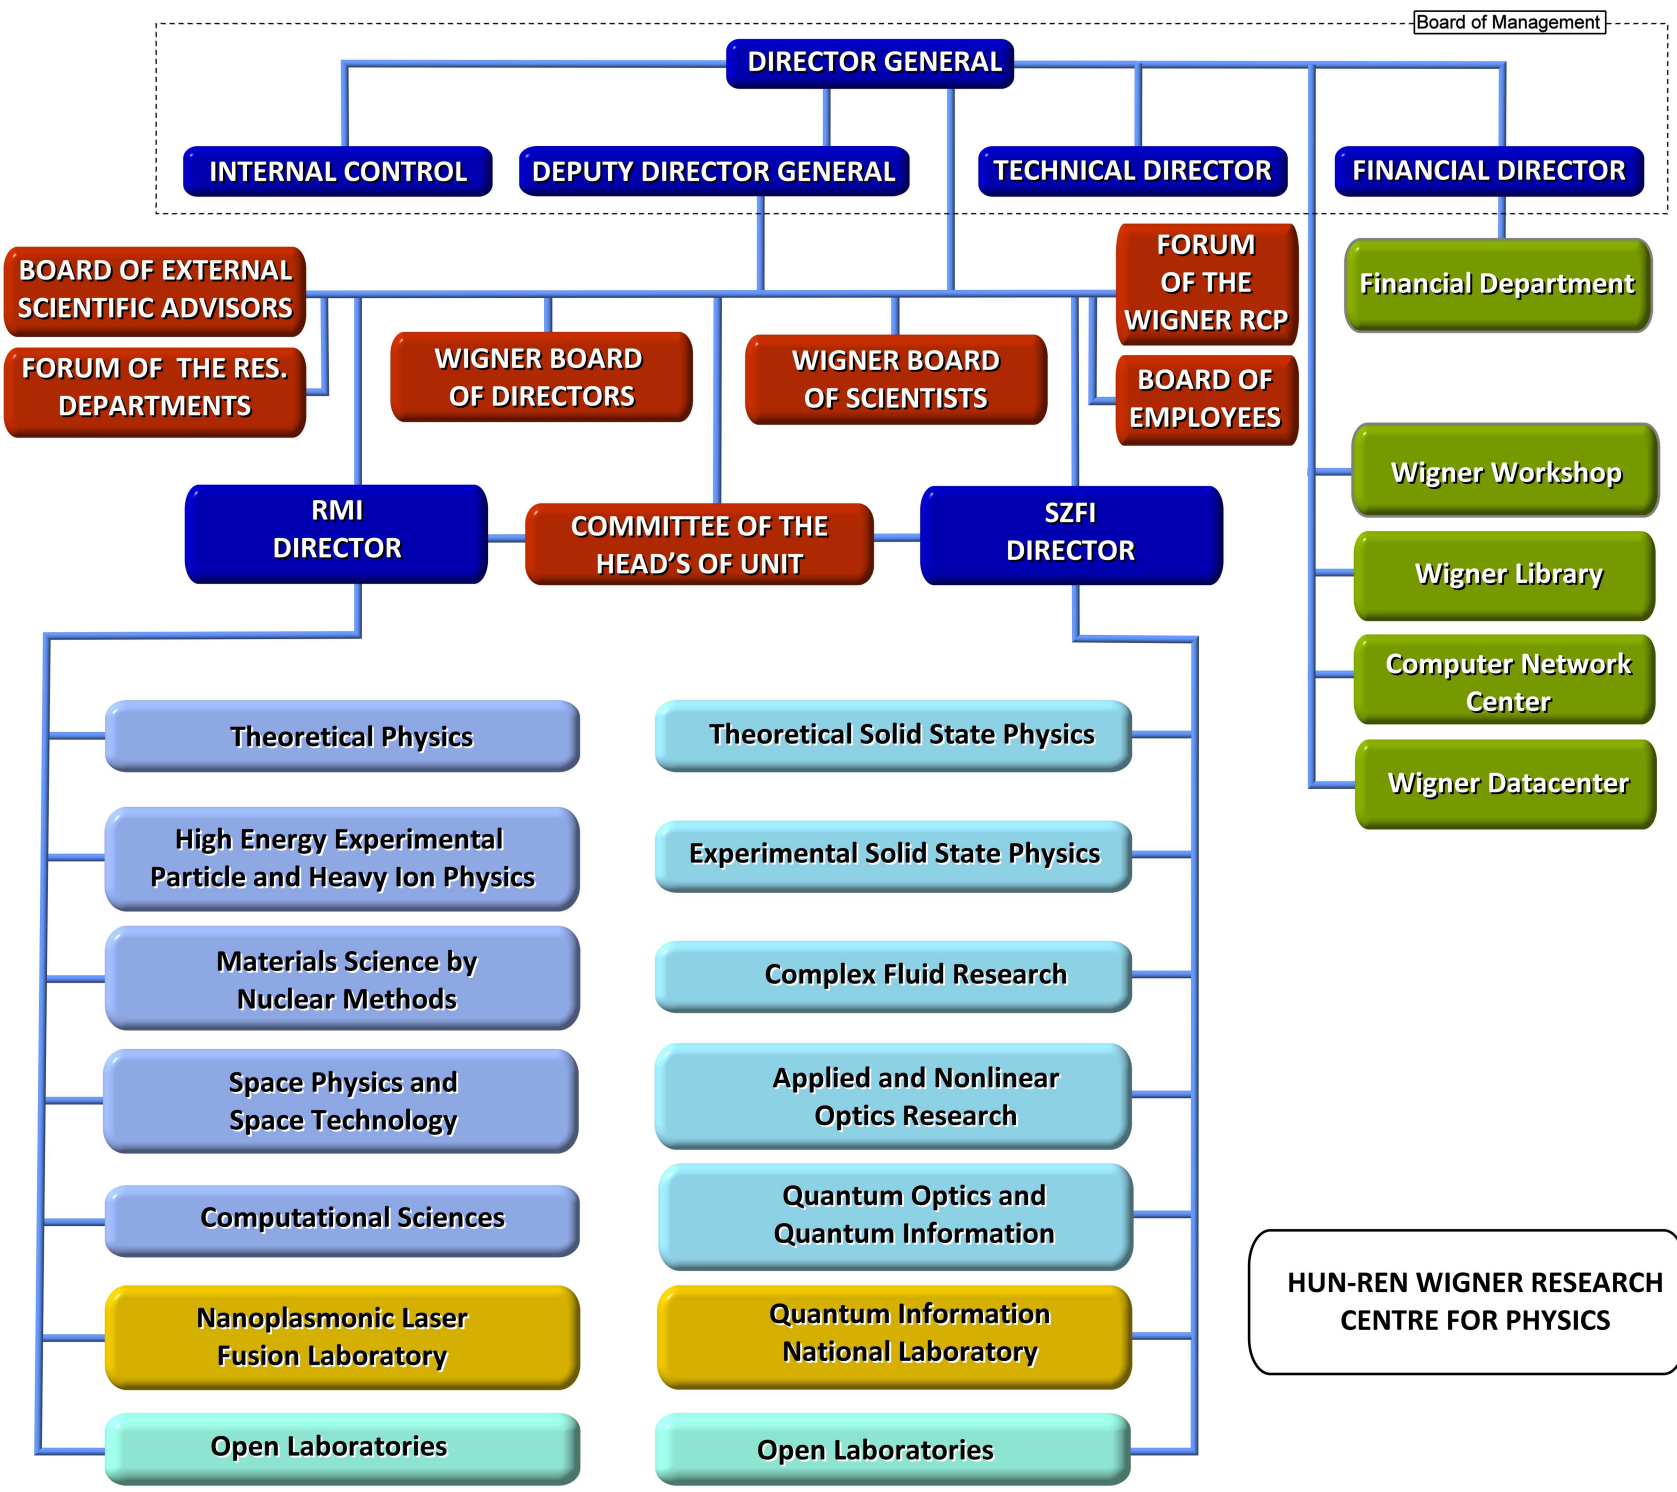 Board of Management
DIRECTOR GENERAL
INTERNAL CONTROL
DEPUTY DIRECTOR GENERAL
TECHNICAL DIRECTOR
FINANCIAL DIRECTOR
BOARD OF EXTERNAL
SCIENTIFIC ADVISORS
FORUM OF THE RES.
DEPARTMENTS
WIGNER BOARD
OF DIRECTORS
WIGNER BOARD
OF SCIENTISTS
FORUM
OF THE
WIGNER RCP
BOARD OF
EMPLOYEES
Financial Department
Wigner Workshop
Wigner Library
Computer Network
Center
Wigner Datacenter
RMI
DIRECTOR
COMMITTEE OF THE
HEAD’S OF UNIT
SZFI
DIRECTOR
Theoretical Physics
High Energy Experimental
Particle and Heavy Ion Physics
Materials Science by
Nuclear Methods
Space Physics and
Space Technology
Computational Sciences
Nanoplasmonic Laser
Fusion Laboratory
Open Laboratories
Theoretical Solid State Physics
Experimental Solid State Physics
Complex Fluid Research
Applied and Nonlinear
Optics Research
Quantum Optics and
Quantum Information
Quantum Information
National Laboratory
Open Laboratories
HUN-REN WIGNER RESEARCH
CENTRE FOR PHYSICS